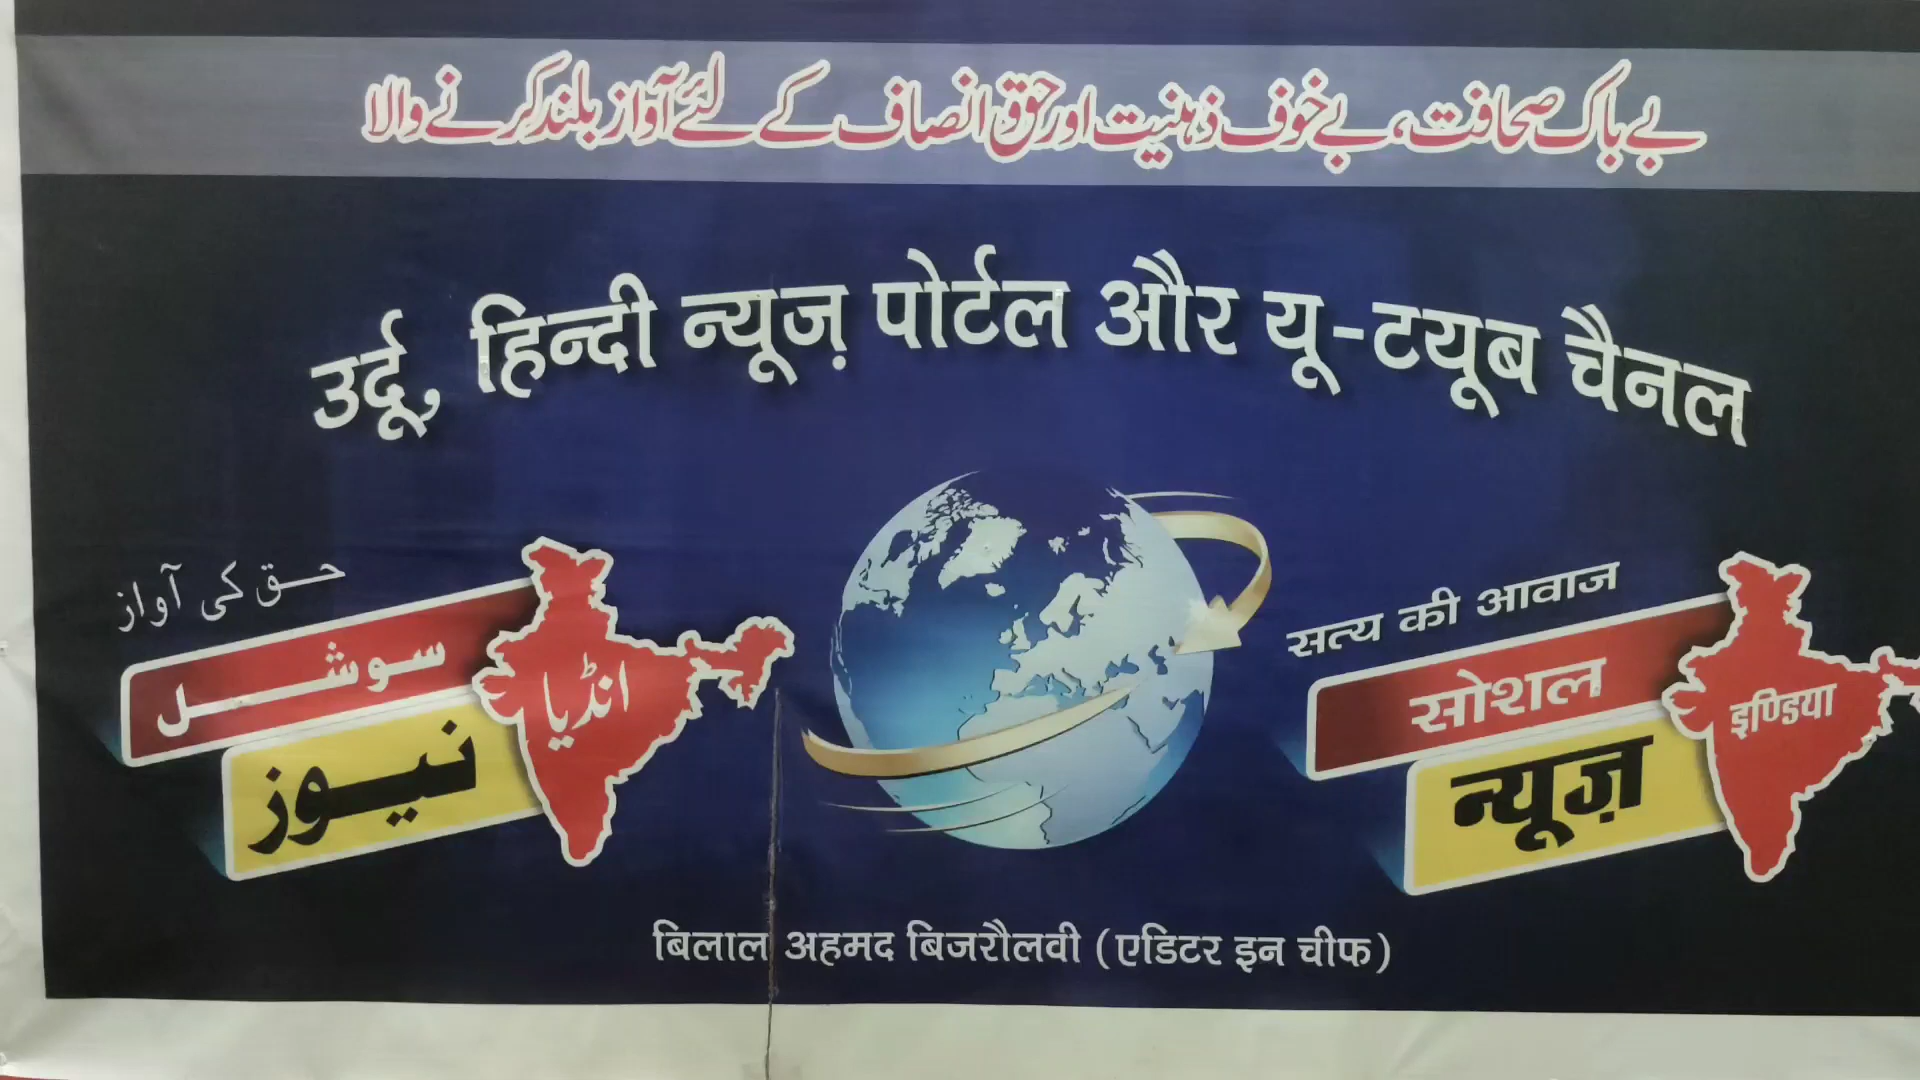 بے باک صحافت، بے خوف ذہنیت اور حق انصاف کے لئے آواز بلند کرنے والا
उर्दू, हिन्दी न्यूज़ पोर्टल और यू-टयूब चैनल
حق کی آواز
سوشل
نیوز
انڈیا
सत्य की आवाज
सोशल
न्यूज़
इण्डिया
बिलाल अहमद बिजरौलवी (एडिटर इन चीफ)